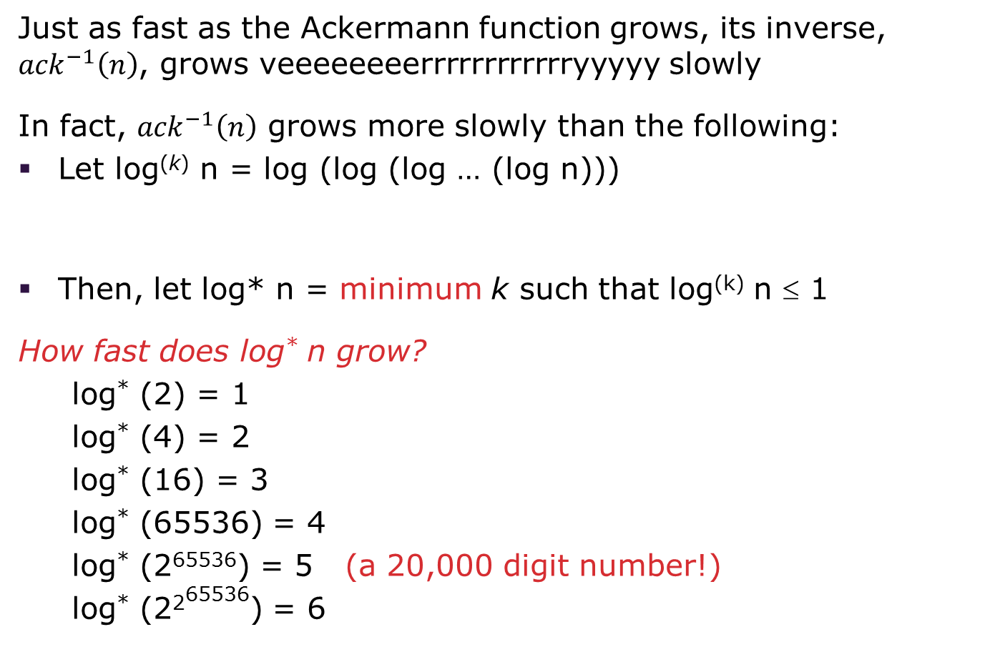 Just as fast as the Ackermann function grows, its inverse,
ack⁻¹(n), grows veeeeeeeeerrrrrrrrrrrryyyyy slowly
In fact, ack⁻¹(n) grows more slowly than the following:
▪ Let log⁽ᵏ⁾ n = log (log (log … (log n)))
▪ Then, let log* n = minimum k such that log⁽ᵏ⁾ n ≤ 1
How fast does log* n grow?
log* (2) = 1
log* (4) = 2
log* (16) = 3
log* (65536) = 4
log* (2⁶⁵⁵³⁶) = 5 (a 20,000 digit number!)
log* (2^2^65536) = 6